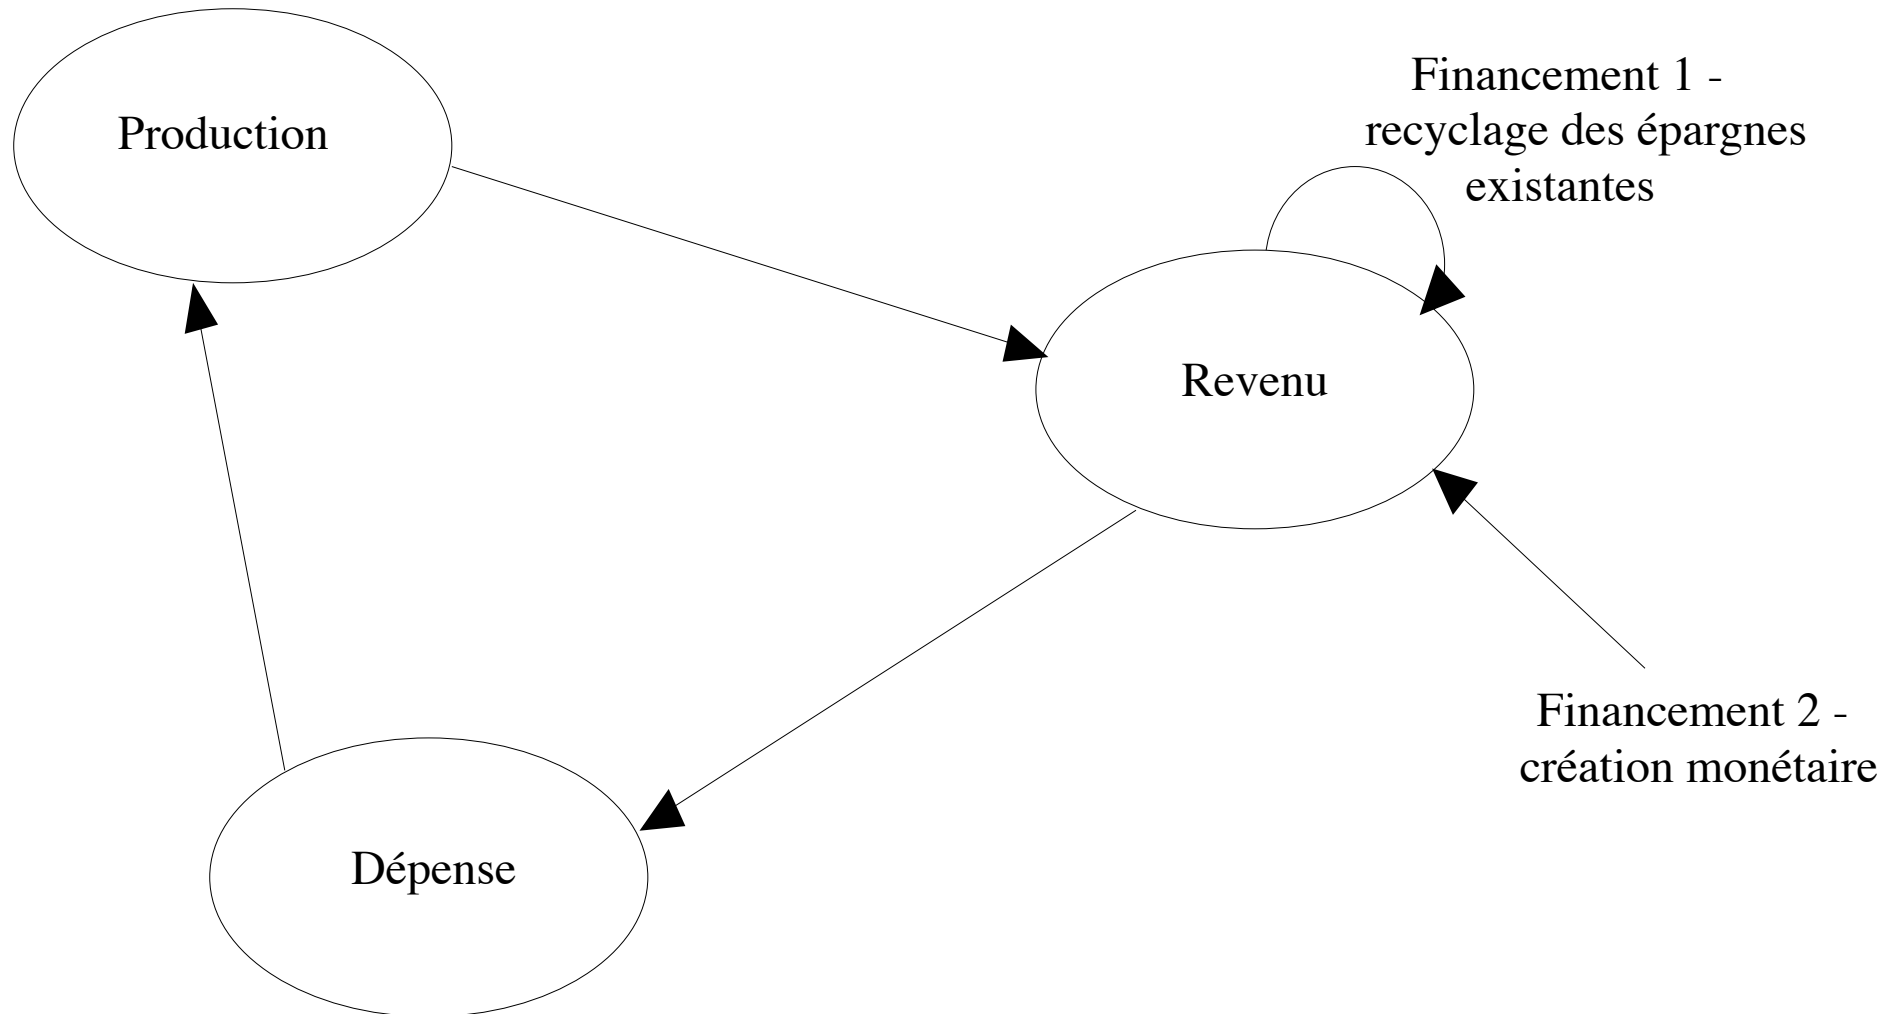 Production
Financement 1 -
recyclage des épargnes
existantes
Revenu
Financement 2 -
création monétaire
Dépense